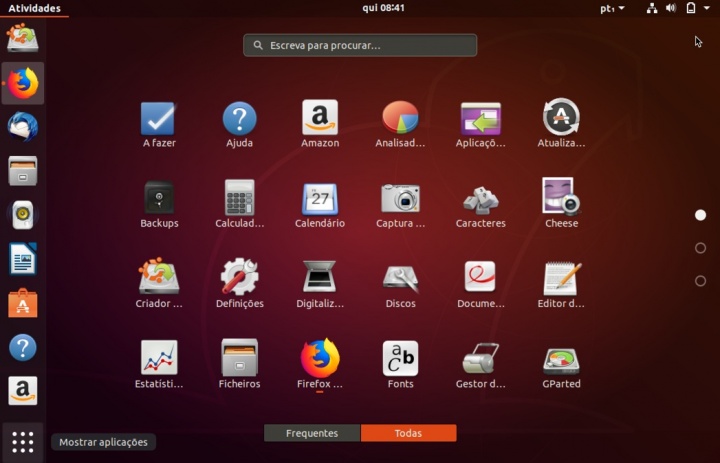 Atividades
qui 08:41
pt₁
Escreva para procurar...
A fazer
Ajuda
Amazon
Analisad...
Aplicaçõ...
Atualiza...
Backups
Calculad...
Calendário
Captura ...
Caracteres
Cheese
Criador ...
Definições
Digitaliz...
Discos
Docume...
Editor d...
Estatísti...
Ficheiros
Firefox ...
Fonts
Gestor d...
GParted
Frequentes
Todas
Mostrar aplicações